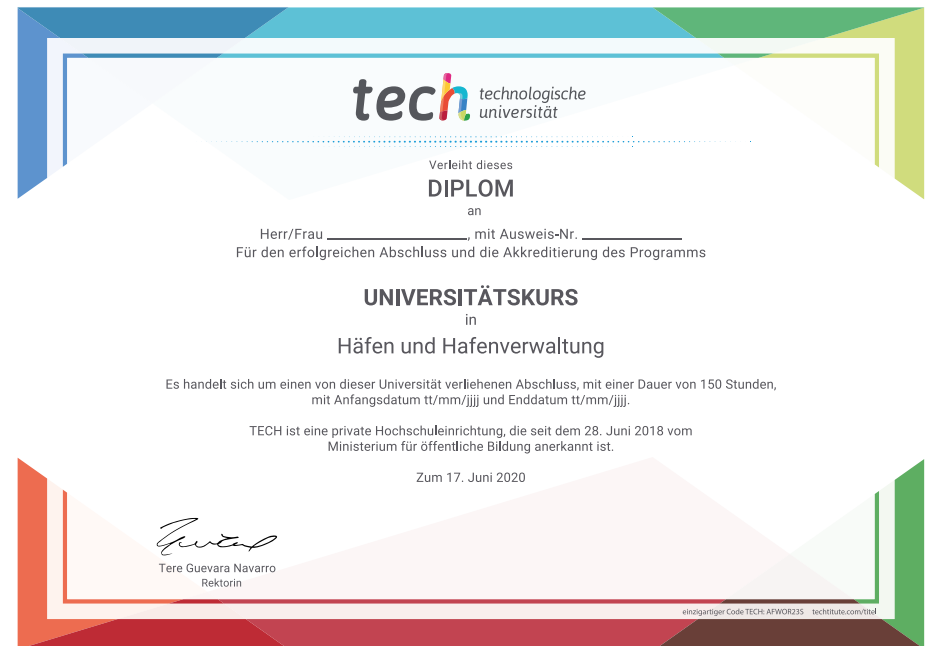 tech technologische
universität
Verleiht dieses
DIPLOM
an
Herr/Frau ____________________, mit Ausweis-Nr. ______________
Für den erfolgreichen Abschluss und die Akkreditierung des Programms
UNIVERSITÄTSKURS
in
Häfen und Hafenverwaltung
Es handelt sich um einen von dieser Universität verliehenen Abschluss, mit einer Dauer von 150 Stunden,
mit Anfangsdatum tt/mm/jjjj und Enddatum tt/mm/jjjj.
TECH ist eine private Hochschuleinrichtung, die seit dem 28. Juni 2018 vom
Ministerium für öffentliche Bildung anerkannt ist.
Zum 17. Juni 2020
Tere Guevara Navarro
Rektorin
einzigartiger Code TECH: AFWOR23S techtitute.com/titel